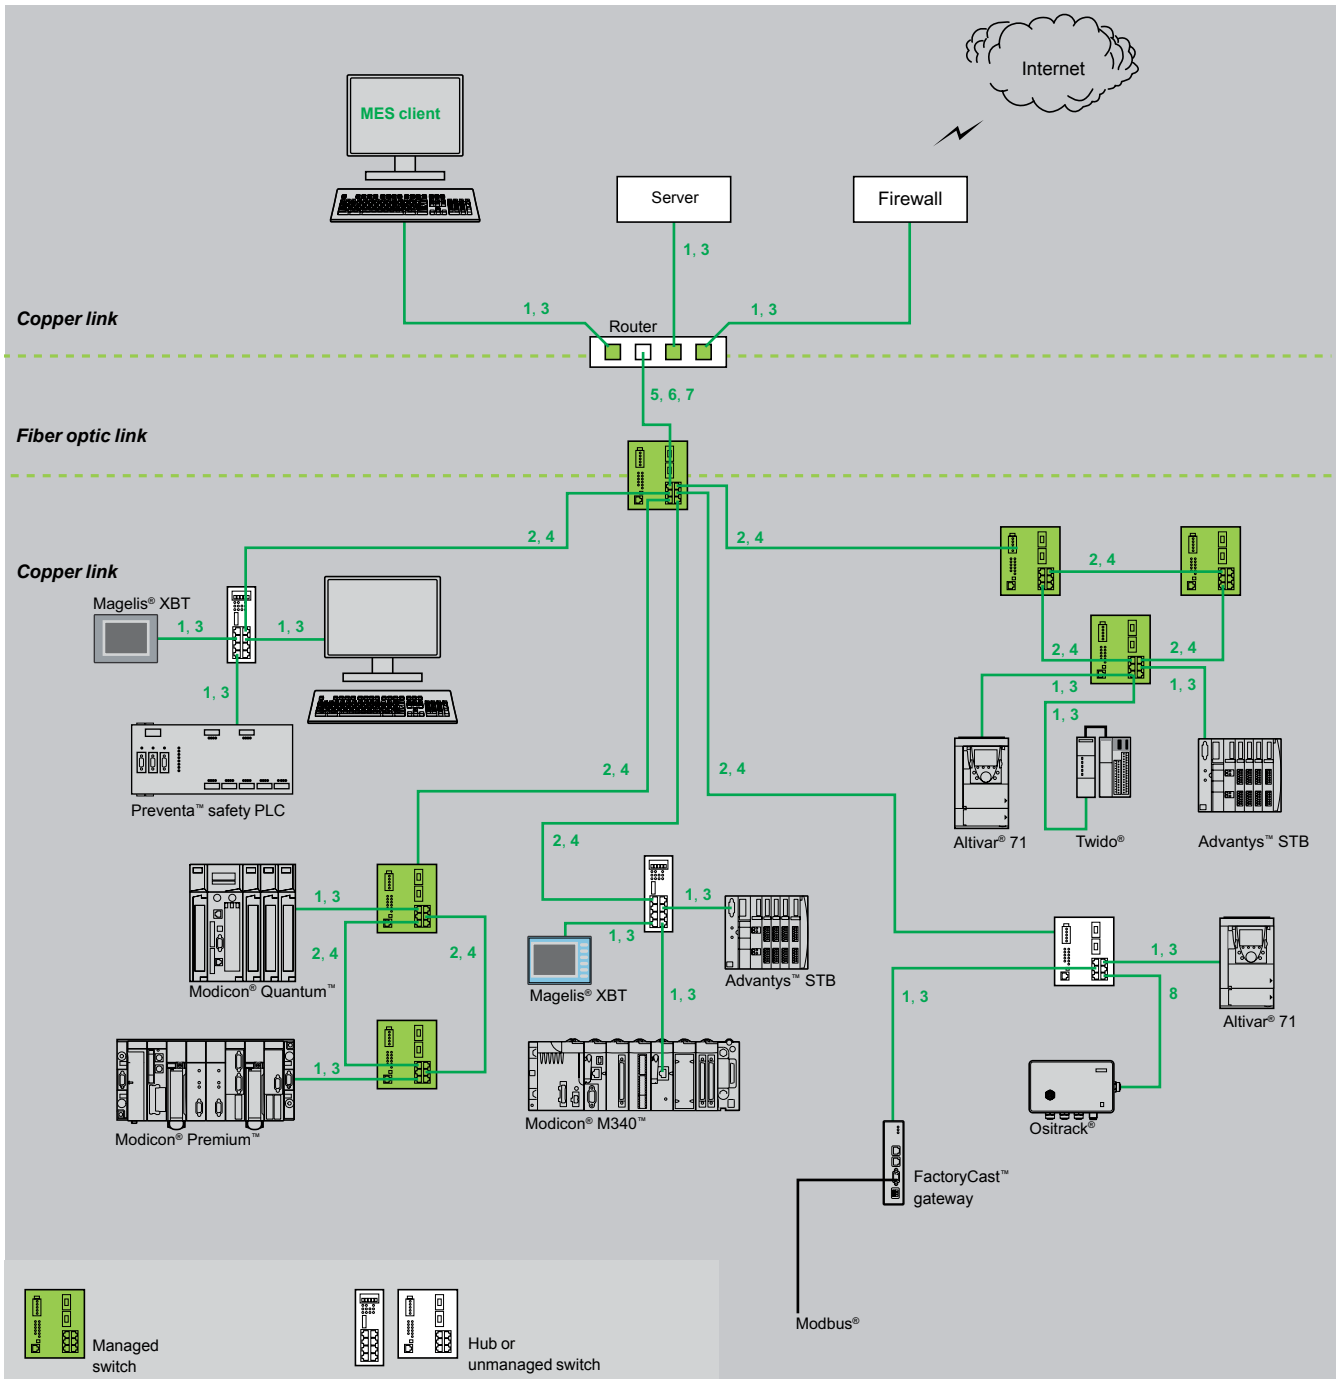 Internet
MES client
Server
Firewall
1, 3
1, 3
1, 3
Copper link
Router
5, 6, 7
Fiber optic link
2, 4
2, 4
2, 4
Copper link
Magelis® XBT
1, 3
1, 3
2, 4
2, 4
1, 3
1, 3
1, 3
1, 3
Preventa™ safety PLC
2, 4
2, 4
2, 4
Altivar® 71
Twido®
Advantys™ STB
1, 3
1, 3
1, 3
2, 4
2, 4
1, 3
8
Modicon® Quantum™
Magelis® XBT
Advantys™ STB
1, 3
1, 3
Altivar® 71
1, 3
Modicon® Premium™
Modicon® M340™
Ositrack®
FactoryCast™
gateway
Modbus®
Managed
switch
Hub or
unmanaged switch